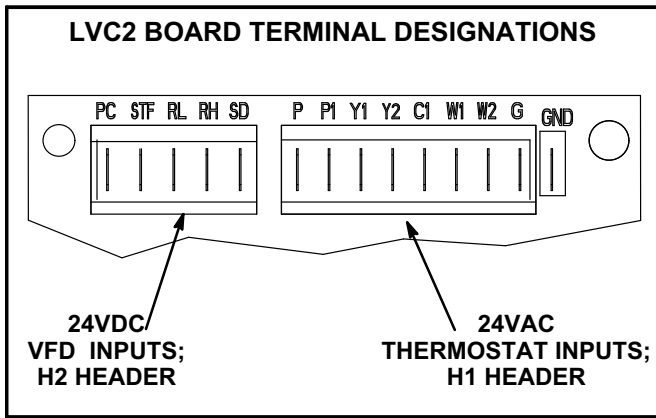 LVC2 BOARD TERMINAL DESIGNATIONS
PC STF RL RH SD P P1 Y1 Y2 C1 W1 W2 G GND
24VDC
VFD INPUTS;
H2 HEADER
24VAC
THERMOSTAT INPUTS;
H1 HEADER